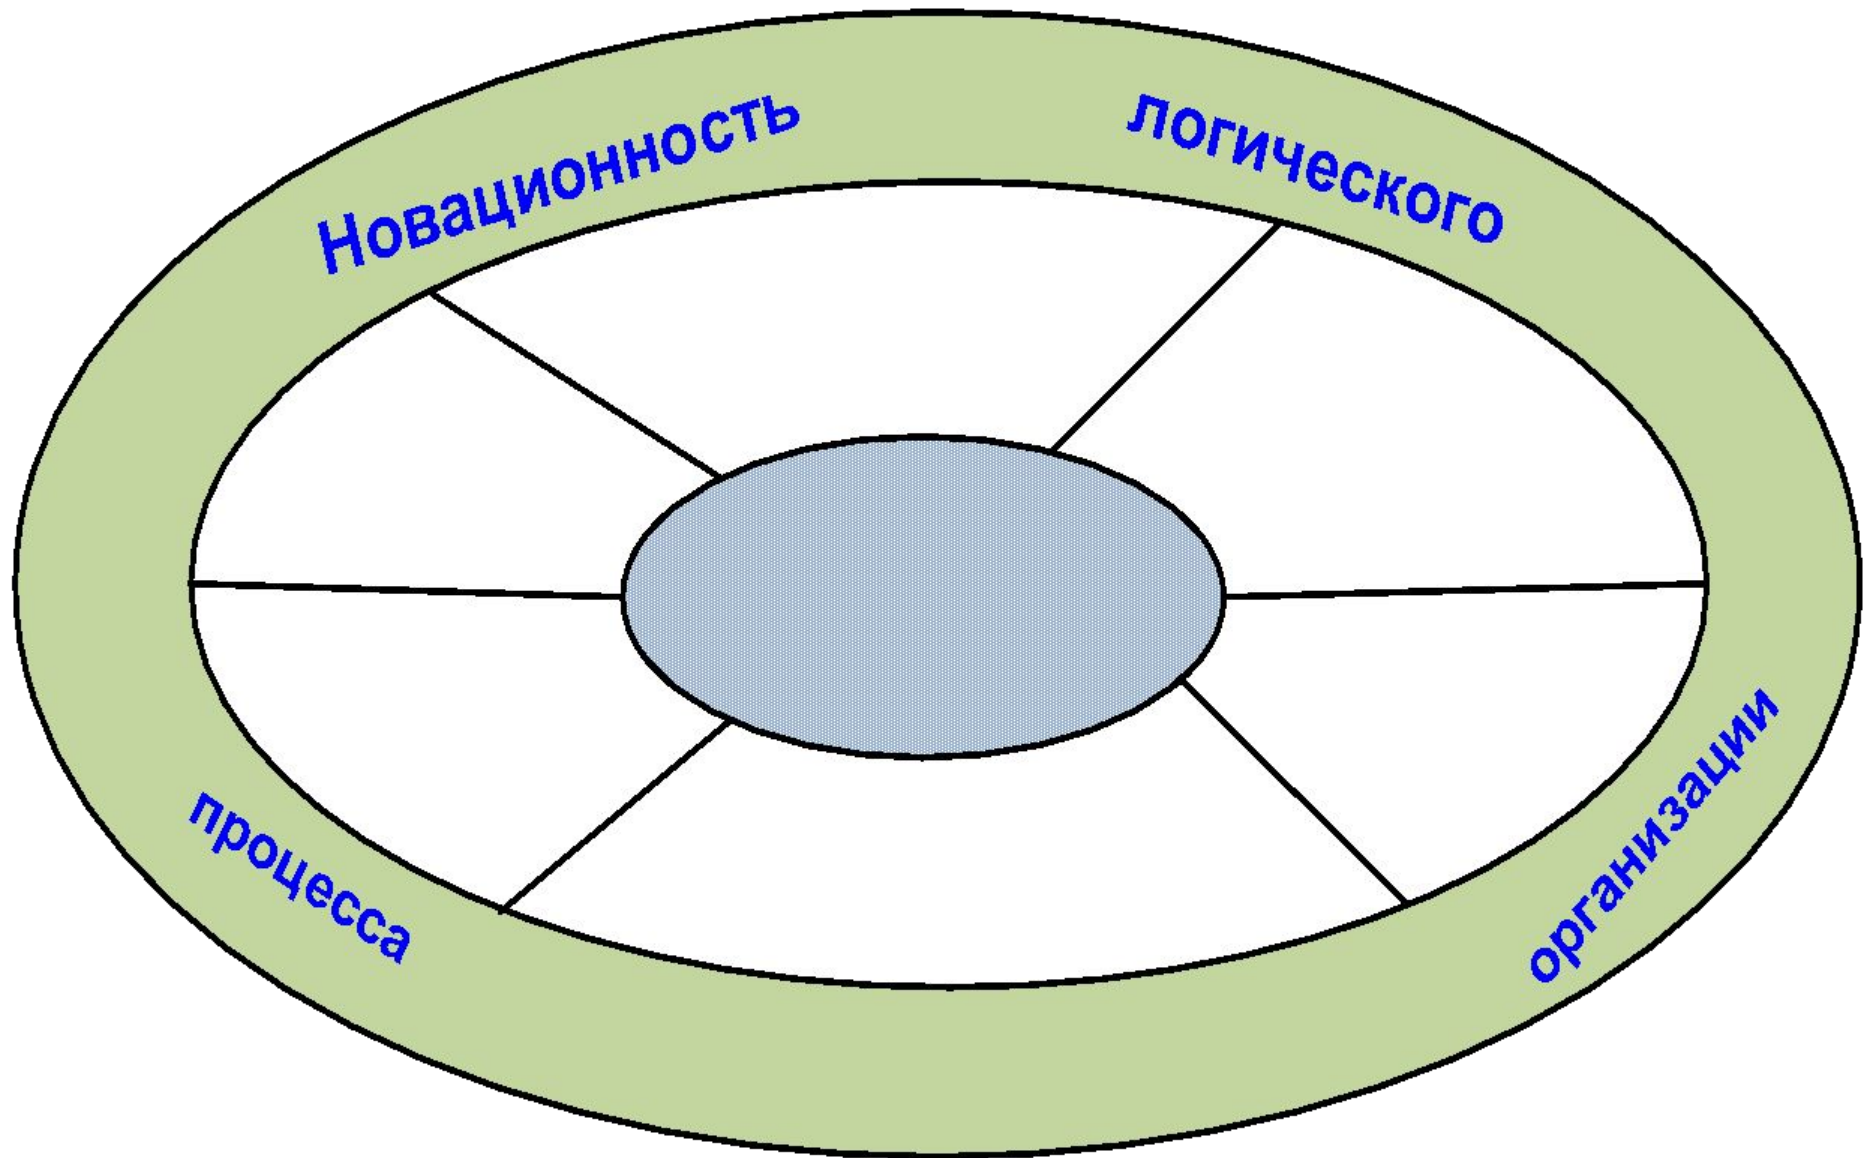 Новационность
логического
организации
процесса